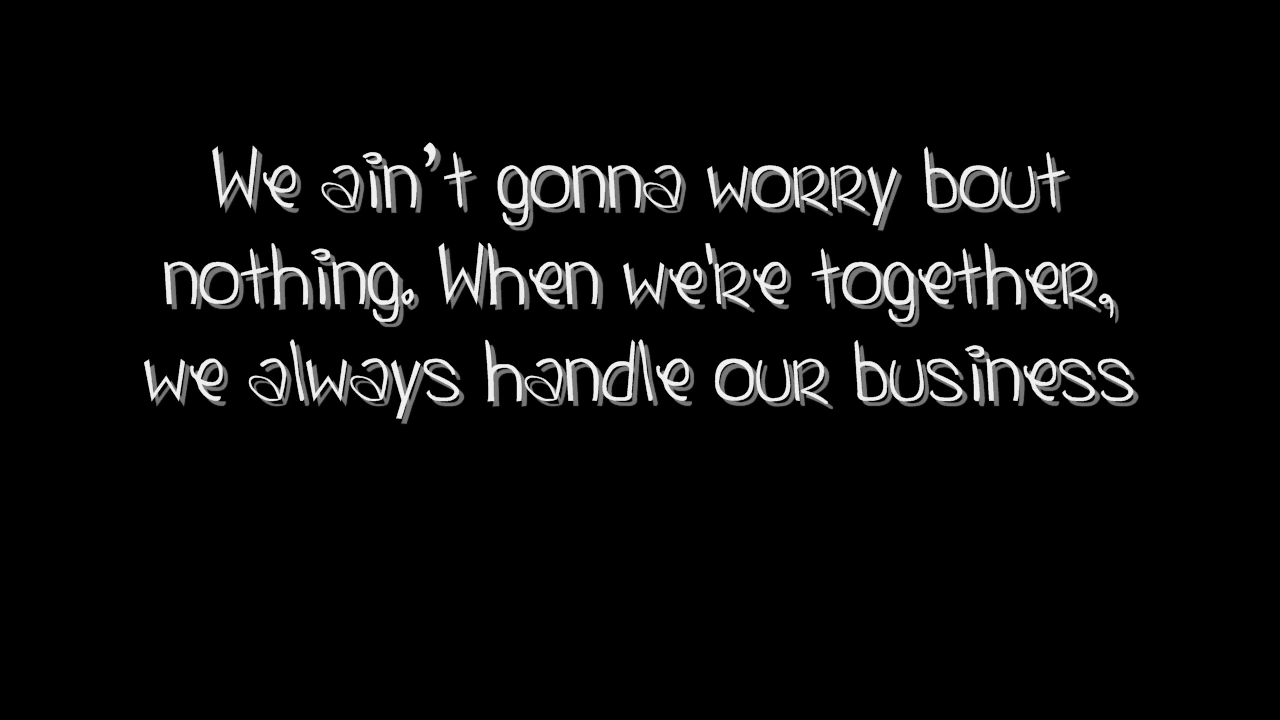 We ain't gonna worry bout
nothing. When we're together,
we always handle our business